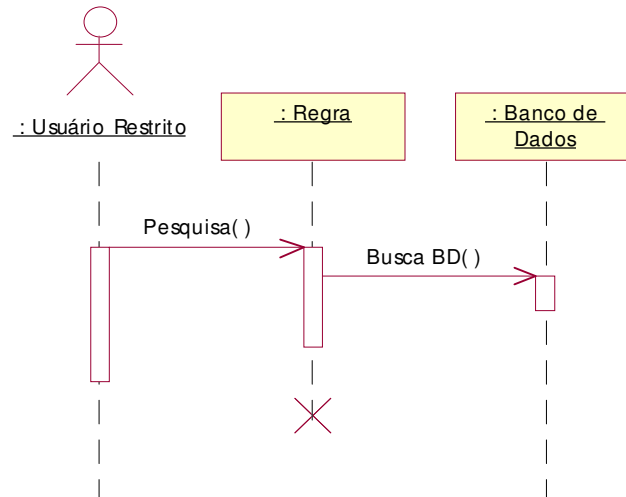 : Usuário Restrito
: Regra
: Banco de
Dados
Pesquisa( )
Busca BD( )